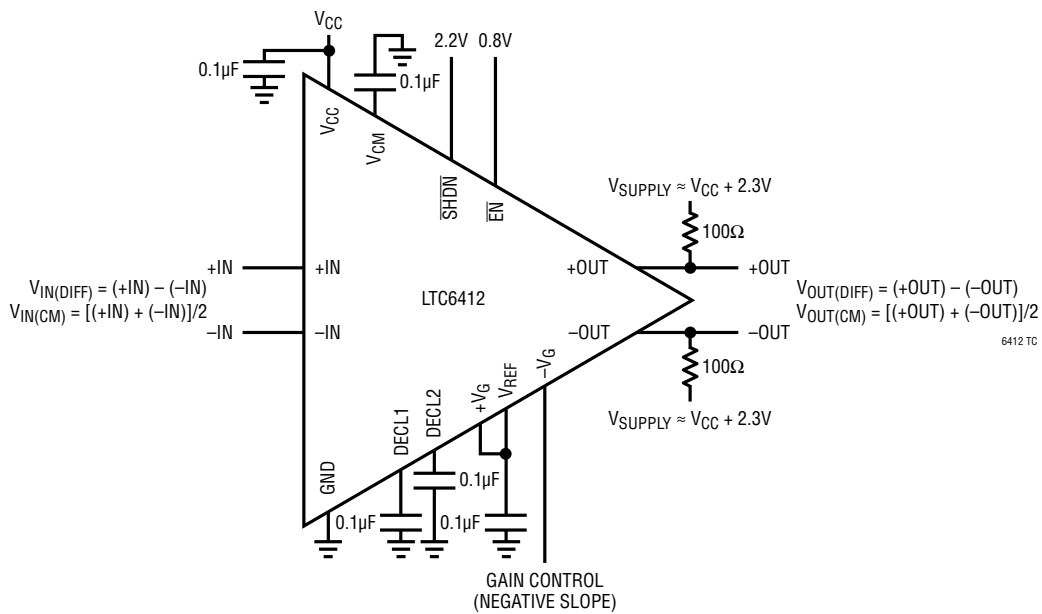 V_CC
0.1µF
0.1µF
2.2V
0.8V
V_CC
V_CM
SHDN
EN
V_SUPPLY ≈ V_CC + 2.3V
100Ω
+IN
+IN
V_IN(DIFF) = (+IN) – (–IN)
V_IN(CM) = [(+IN) + (–IN)]/2
–IN
–IN
LTC6412
+OUT
+OUT
V_OUT(DIFF) = (+OUT) – (–OUT)
V_OUT(CM) = [(+OUT) + (–OUT)]/2
–OUT
–OUT
6412 TC
100Ω
V_SUPPLY ≈ V_CC + 2.3V
GND
DECL1
DECL2
+V_G
V_REF
–V_G
0.1µF
0.1µF
0.1µF
GAIN CONTROL
(NEGATIVE SLOPE)